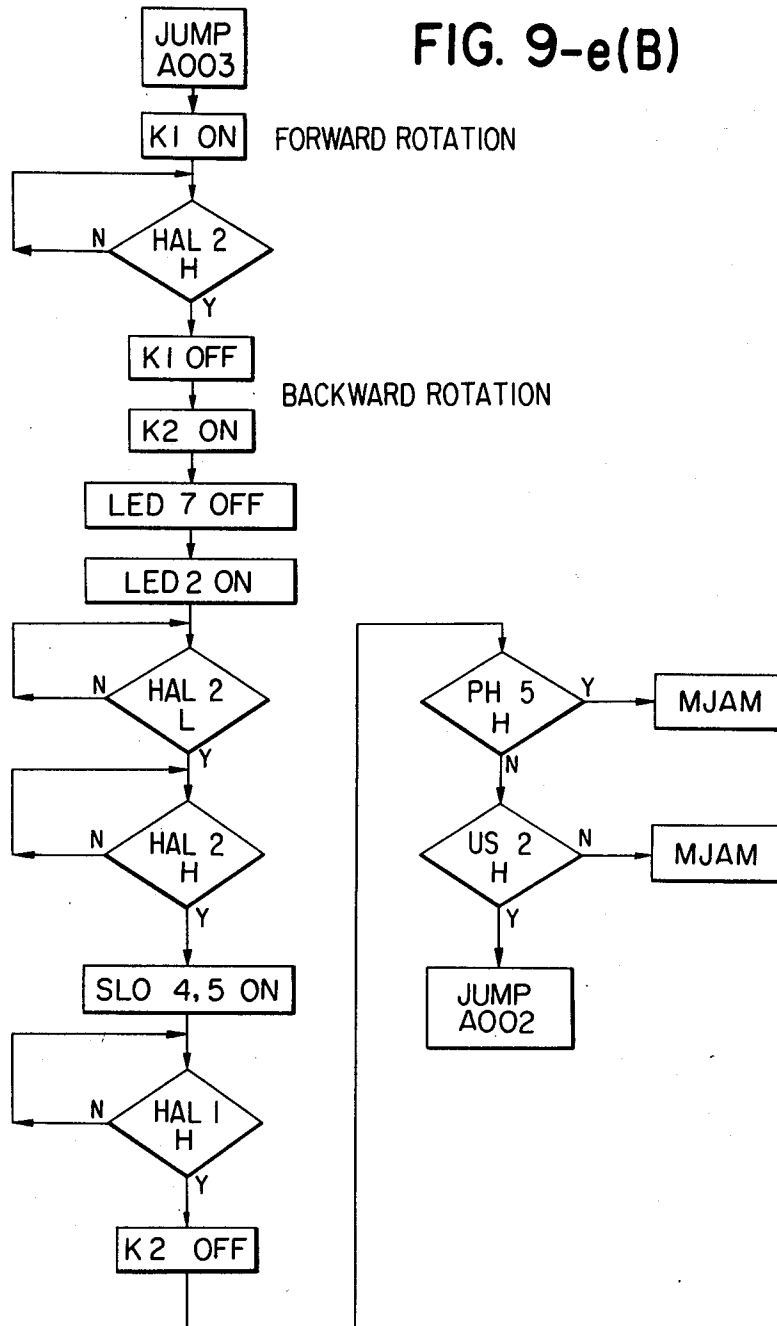 FIG. 9-e(B)
JUMP
A003
K1 ON
FORWARD ROTATION
HAL 2
H
N
Y
K1 OFF
BACKWARD ROTATION
K2 ON
LED 7 OFF
LED 2 ON
HAL 2
L
N
Y
HAL 2
H
N
Y
SLO 4, 5 ON
HAL 1
H
N
Y
K2 OFF
PH 5
H
Y
MJAM
N
US 2
H
N
MJAM
Y
JUMP
A002